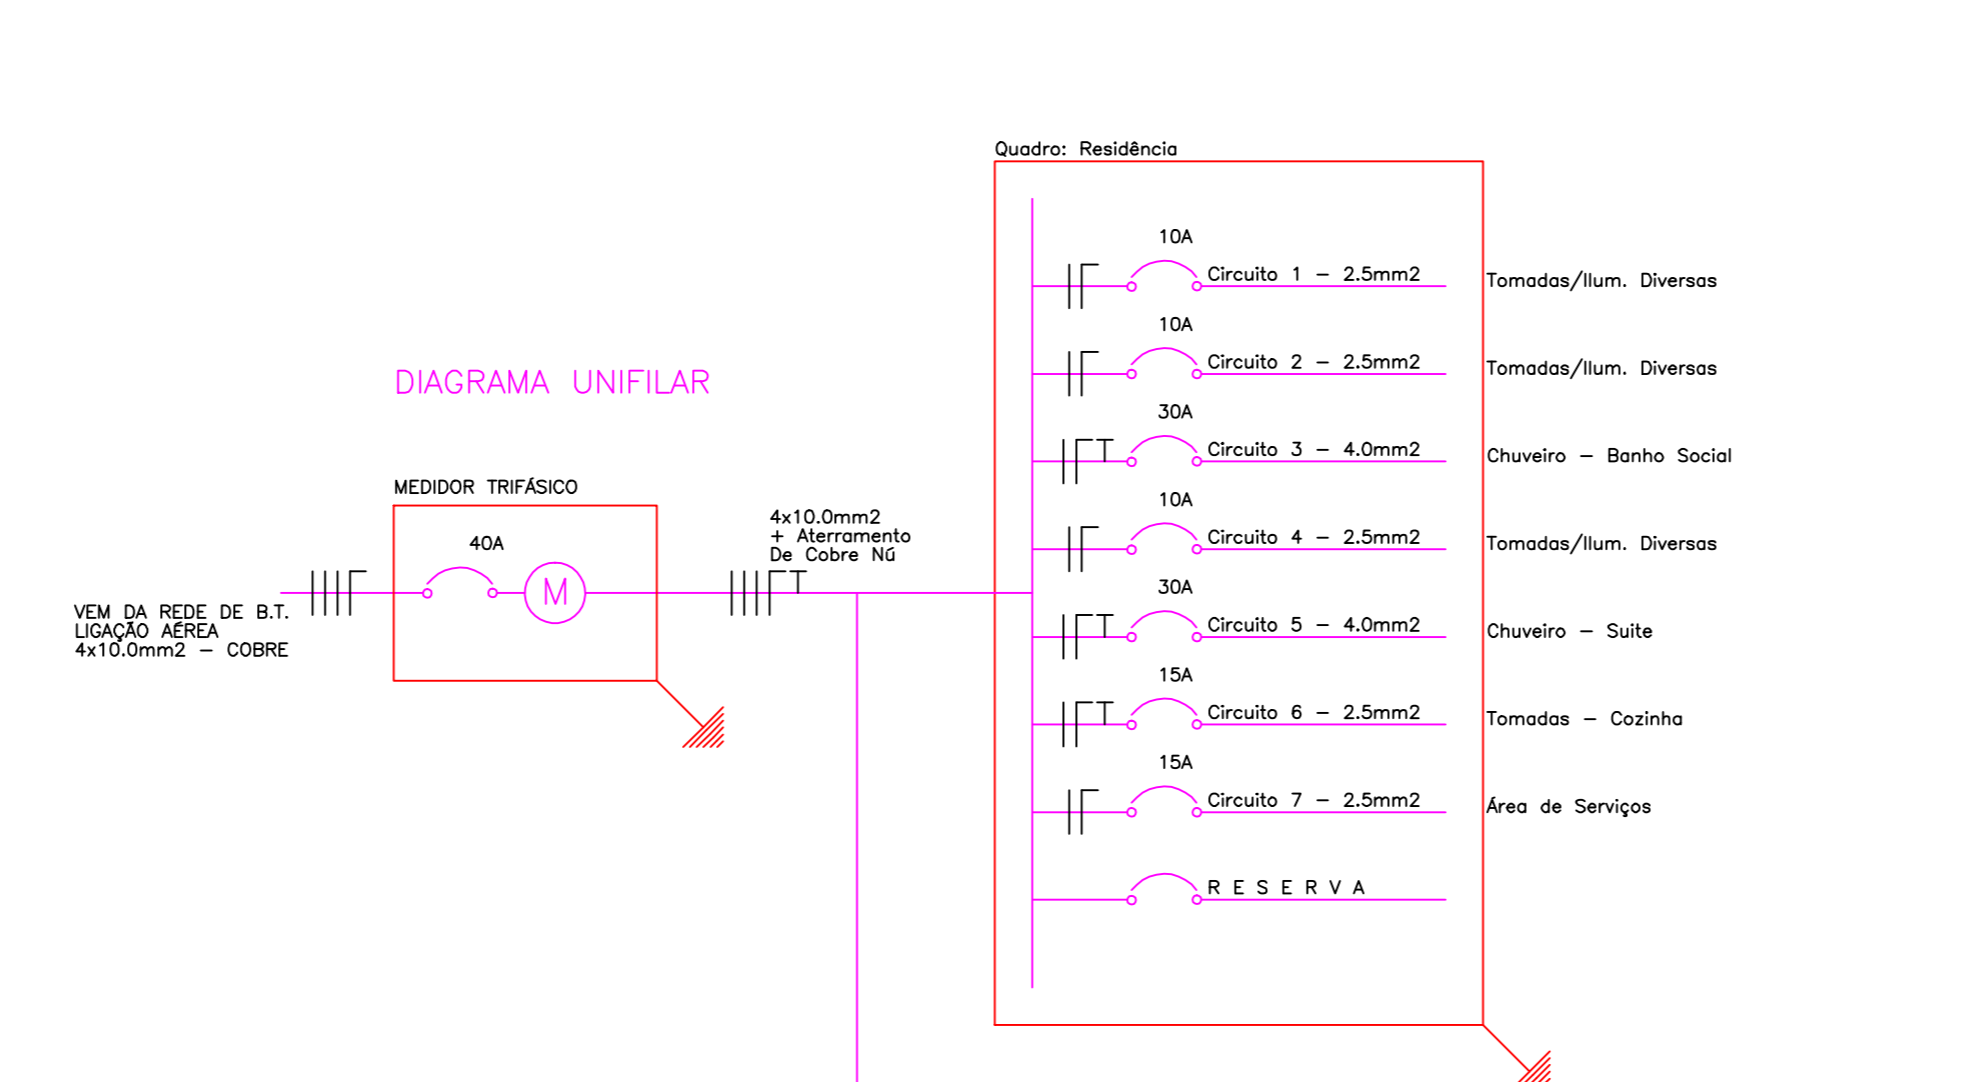 Quadro: Residência
10A
Circuito 1 - 2.5mm2
Tomadas/Ilum. Diversas
10A
Circuito 2 - 2.5mm2
Tomadas/Ilum. Diversas
DIAGRAMA UNIFILAR
30A
Circuito 3 - 4.0mm2
Chuveiro - Banho Social
MEDIDOR TRIFÁSICO
40A
M
VEM DA REDE DE B.T.
LIGAÇÃO AÉREA
4x10.0mm2 - COBRE
4x10.0mm2
+ Aterramento
De Cobre Nú
10A
Circuito 4 - 2.5mm2
Tomadas/Ilum. Diversas
30A
Circuito 5 - 4.0mm2
Chuveiro - Suite
15A
Circuito 6 - 2.5mm2
Tomadas - Cozinha
15A
Circuito 7 - 2.5mm2
Área de Serviços
R E S E R V A